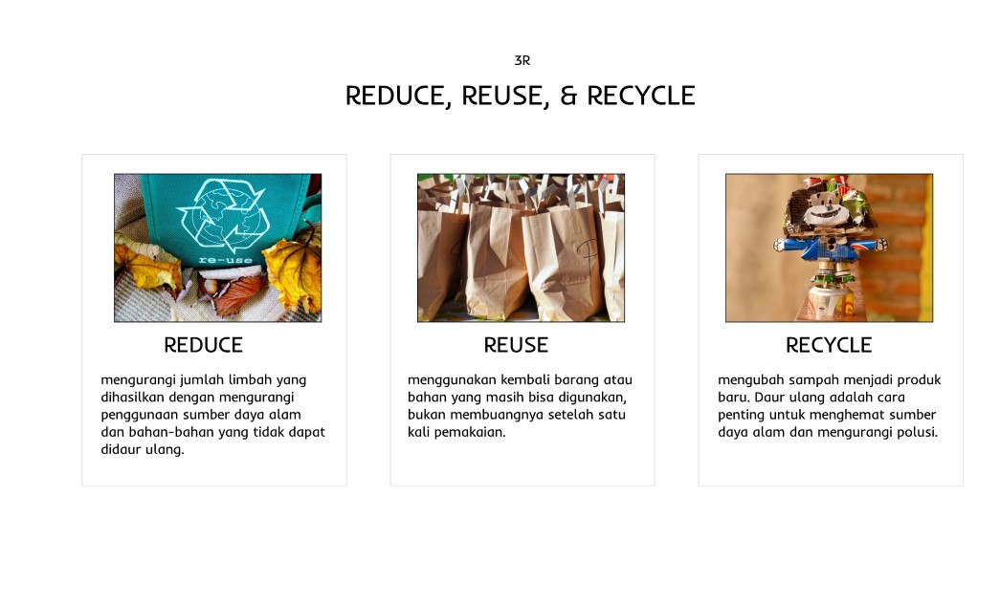 3R
REDUCE, REUSE, & RECYCLE
re-use
REDUCE
mengurangi jumlah limbah yang
dihasilkan dengan mengurangi
penggunaan sumber daya alam
dan bahan-bahan yang tidak dapat
didaur ulang.
REUSE
menggunakan kembali barang atau
bahan yang masih bisa digunakan,
bukan membuangnya setelah satu
kali pemakaian.
RECYCLE
mengubah sampah menjadi produk
baru. Daur ulang adalah cara
penting untuk menghemat sumber
daya alam dan mengurangi polusi.